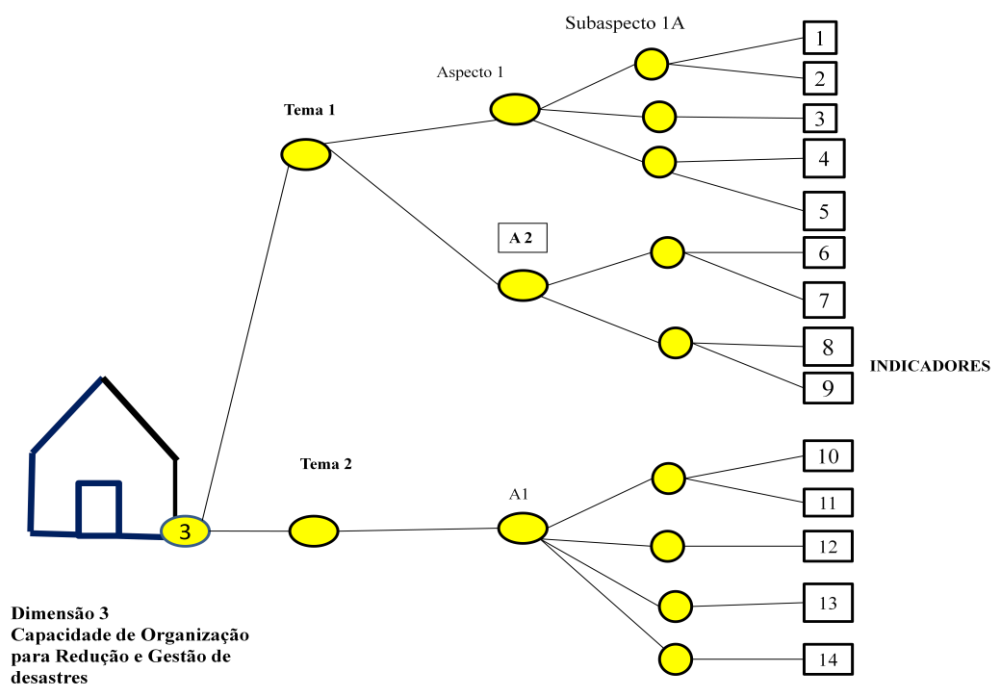 Subaspecto 1A
Aspecto 1
Tema 1
1
2
3
4
5
A 2
6
7
8
9
INDICADORES
Tema 2
A1
10
11
12
13
14
3
Dimensão 3
Capacidade de Organização
para Redução e Gestão de
desastres